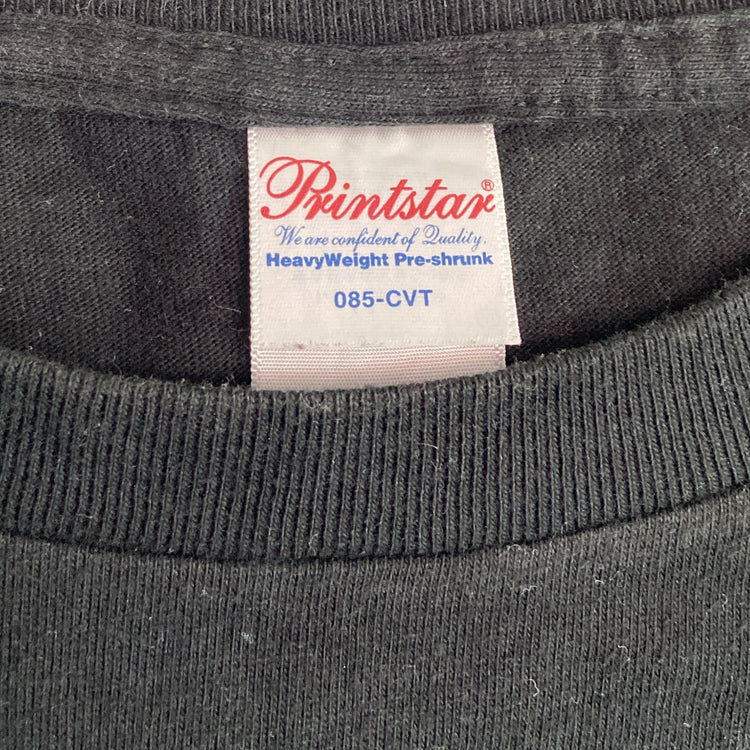 Printstar®
We are confident of Quality.
HeavyWeight Pre-shrunk
085-CVT